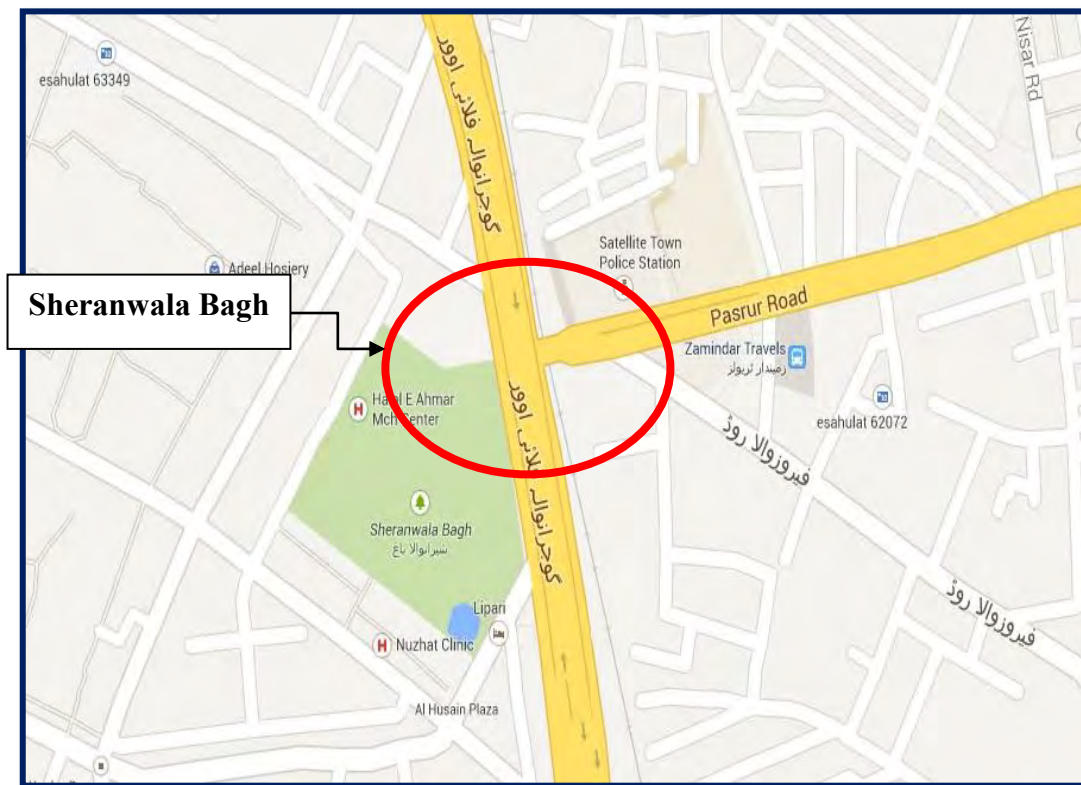 esahulat 63349
گوجرانوالہ فلائی اوور
Nisar Rd
Satellite Town
Police Station
Adeel Hosiery
Sheranwala Bagh
Pasrur Road
Zamindar Travels
زمیندار ٹریولز
H
Halal E Ahmar
Mch Center
گوجرانوالہ فلائی اوور
esahulat 62072
فیروزوالا روڈ
Sheranwala Bagh
شیرانوالا باغ
فیروزوالا روڈ
Lipari
H
Nuzhat Clinic
Al Husain Plaza